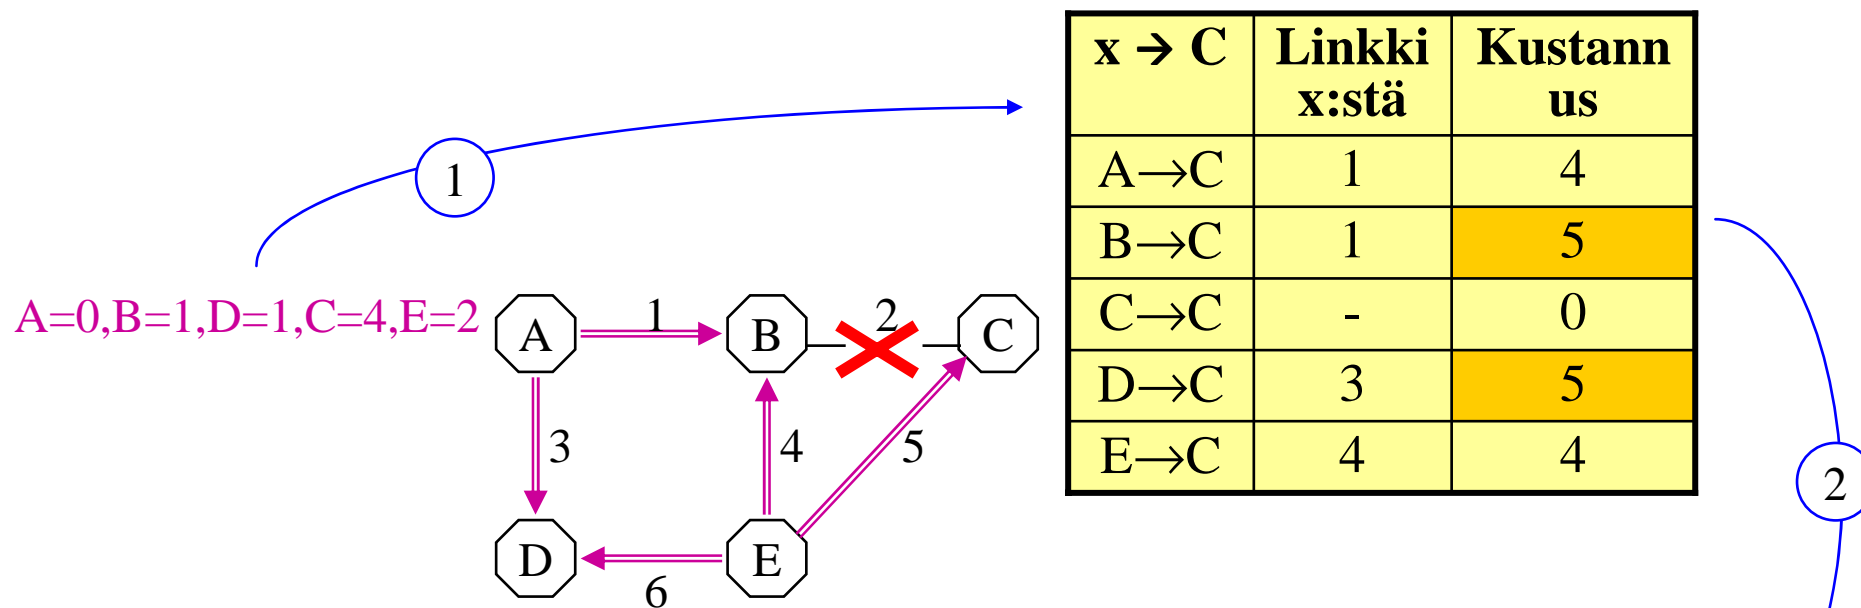 x → C Linkki x:stä Kustann us
A→C 1 4
B→C 1 5
C→C - 0
D→C 3 5
E→C 4 4
1
A=0,B=1,D=1,C=4,E=2
A 1 B 2 C
3 4 5
D 6 E
2